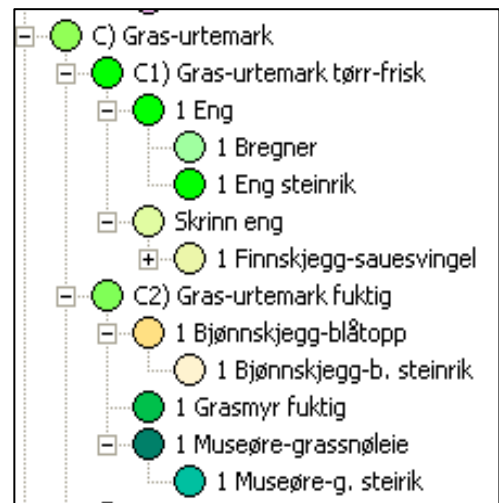 C) Gras-urtemark
C1) Gras-urtemark tørr-frisk
1 Eng
1 Bregner
1 Eng steinrik
Skrinn eng
1 Finnskjegg-sauesvingel
C2) Gras-urtemark fuktig
1 Bjønnskjegg-blåtopp
1 Bjønnskjegg-b. steinrik
1 Grasmyr fuktig
1 Museøre-grassnøleie
1 Museøre-g. steirik